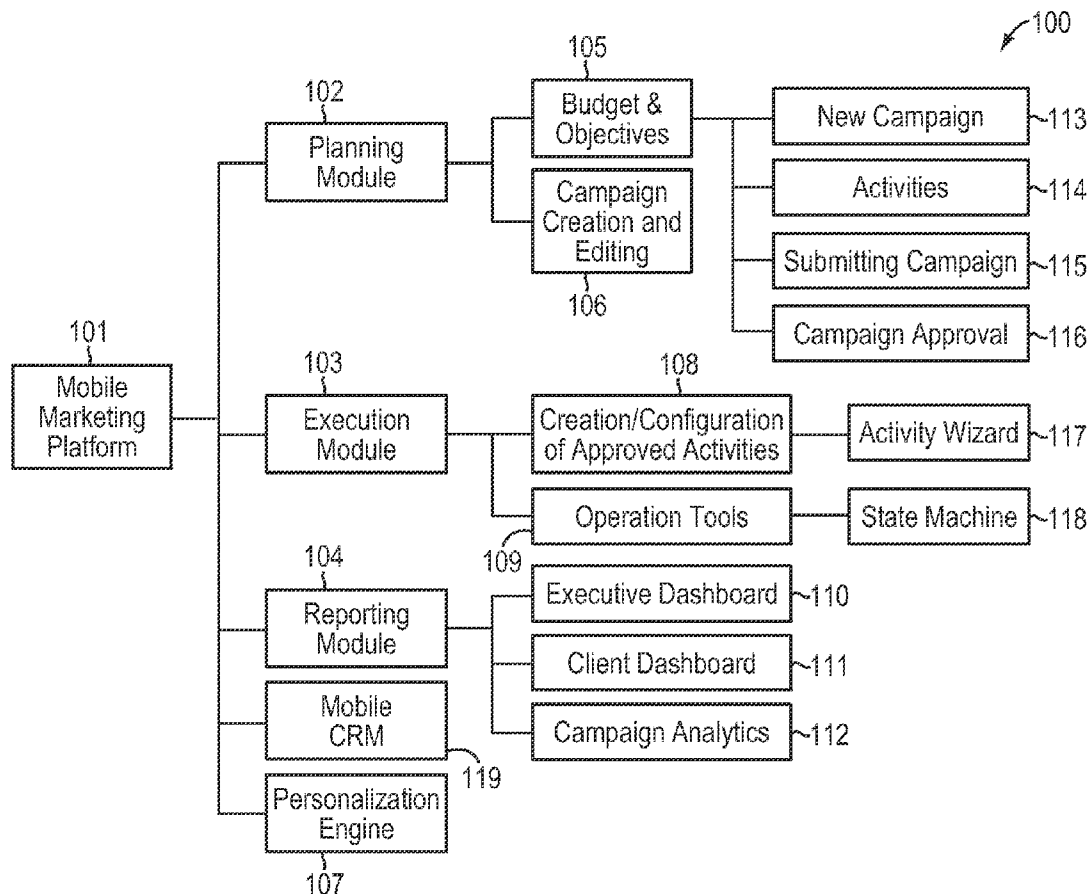 100
105
Budget &
Objectives
102
Planning
Module
New Campaign
113
Activities
114
Campaign
Creation and
Editing
106
Submitting Campaign
115
Campaign Approval
116
101
Mobile
Marketing
Platform
103
Execution
Module
108
Creation/Configuration
of Approved Activities
Activity Wizard
117
Operation Tools
109
State Machine
118
104
Reporting
Module
Executive Dashboard
110
Client Dashboard
111
Campaign Analytics
112
Mobile
CRM
119
Personalization
Engine
107